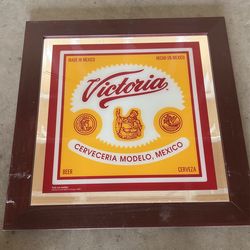 MADE IN MEXICO
HECHO EN MEXICO
Victoria
CERVECERIA MODELO, MEXICO
BEER
CERVEZA